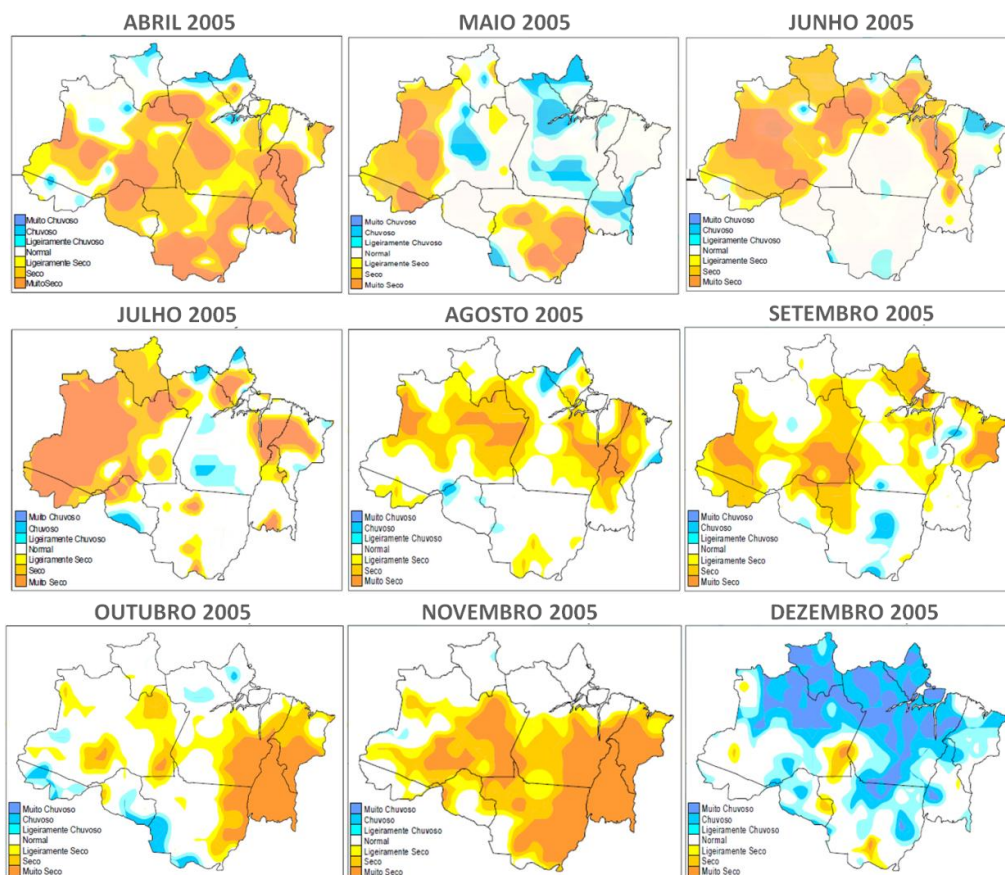 ABRIL 2005
MAIO 2005
JUNHO 2005
Muito Chuvoso
Chuvoso
Ligeiramente Chuvoso
Normal
Ligeiramente Seco
Seco
MuitoSeco
Muito Chuvoso
Chuvoso
Ligeiramente Chuvoso
Normal
Ligeiramente Seco
Seco
Muito Seco
Muito Chuvoso
Chuvoso
Ligeiramente Chuvoso
Normal
Ligeiramente Seco
Seco
Muito Seco
JULHO 2005
AGOSTO 2005
SETEMBRO 2005
Muito Chuvoso
Chuvoso
Ligeiramente Chuvoso
Normal
Ligeiramente Seco
Seco
Muito Seco
Muito Chuvoso
Chuvoso
Ligeiramente Chuvoso
Normal
Ligeiramente Seco
Seco
Muito Seco
Muito Chuvoso
Chuvoso
Ligeiramente Chuvoso
Normal
Ligeiramente Seco
Seco
Muito Seco
OUTUBRO 2005
NOVEMBRO 2005
DEZEMBRO 2005
Muito Chuvoso
Chuvoso
Ligeiramente Chuvoso
Normal
Ligeiramente Seco
Seco
Muito Seco
Muito Chuvoso
Chuvoso
Ligeiramente Chuvoso
Normal
Ligeiramente Seco
Seco
Muito Seco
Muito Chuvoso
Chuvoso
Ligeiramente Chuvoso
Normal
Ligeiramente Seco
Seco
Muito Seco